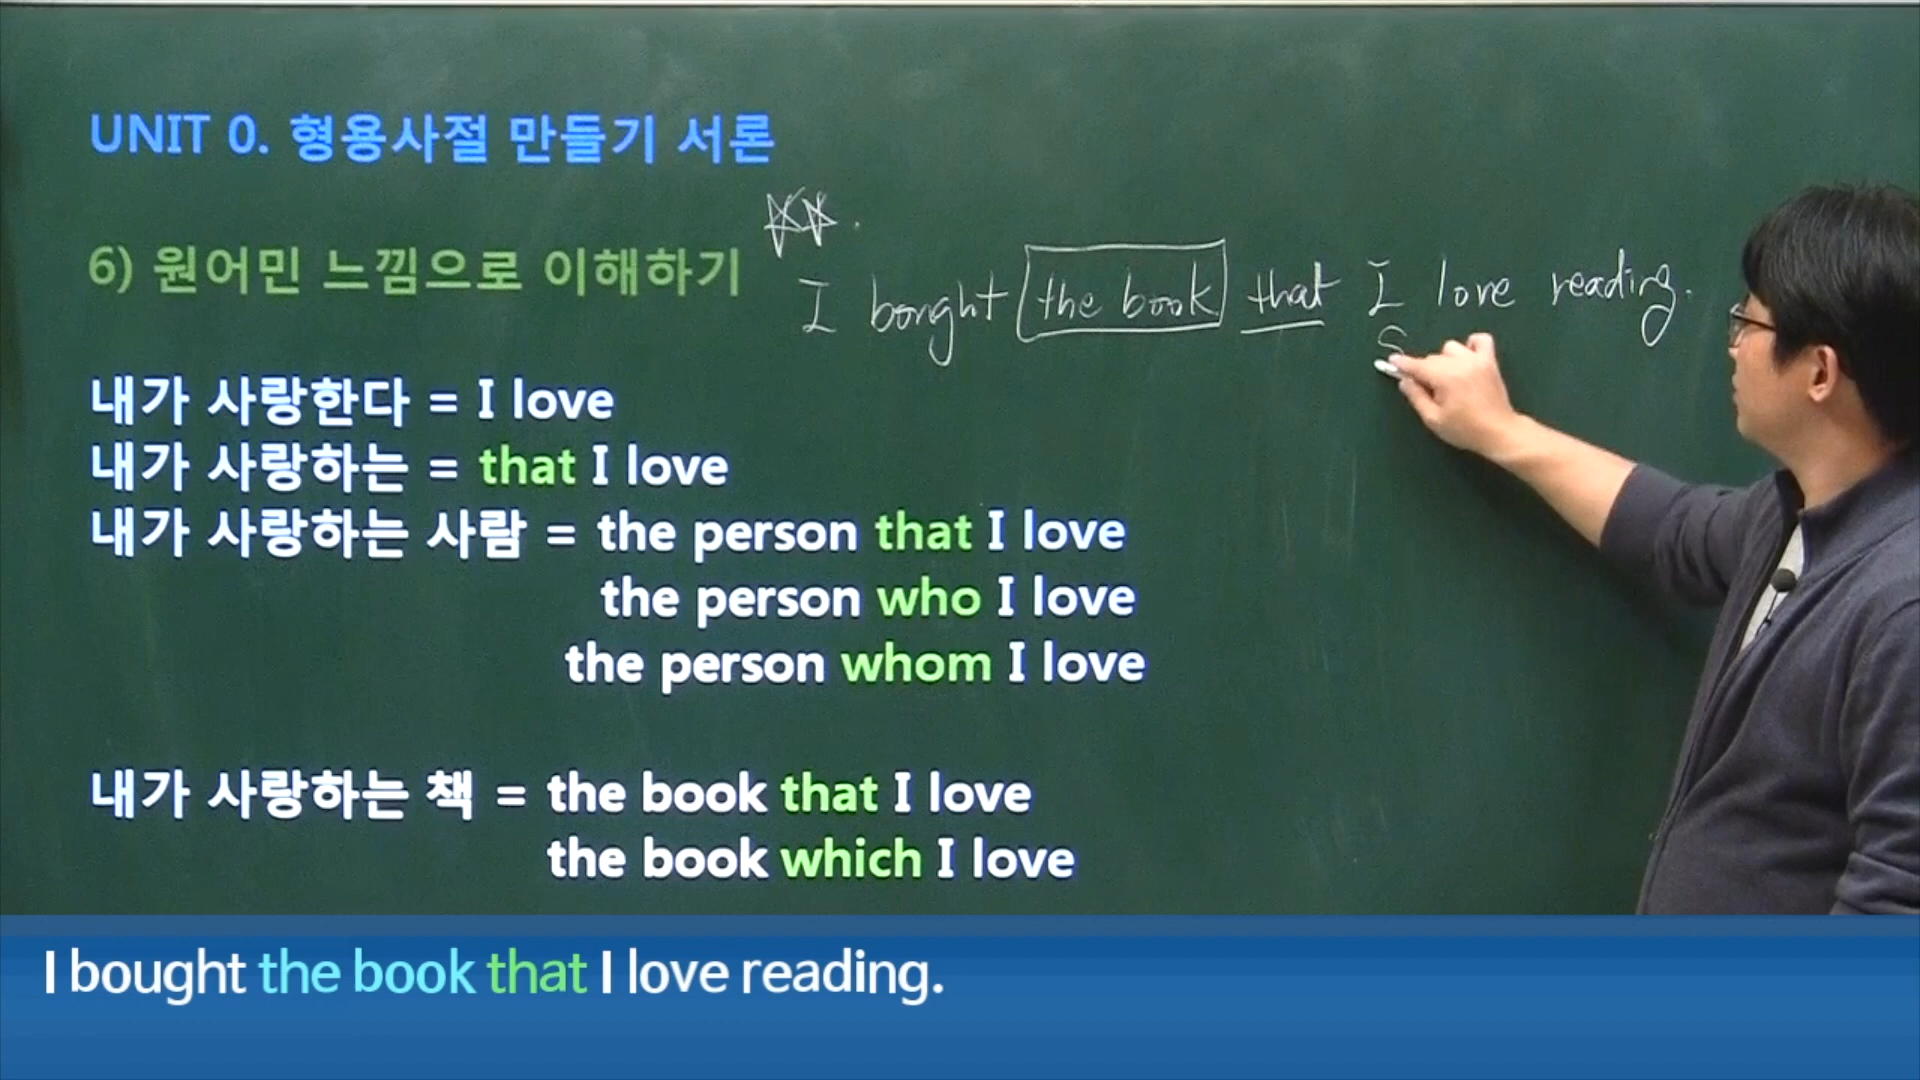 UNIT 0. 형용사절 만들기 서론
6) 원어민 느낌으로 이해하기
I bought the book that I love reading.
S
내가 사랑한다 = I love
내가 사랑하는 = that I love
내가 사랑하는 사람 = the person that I love
the person who I love
the person whom I love
내가 사랑하는 책 = the book that I love
the book which I love
I bought the book that I love reading.